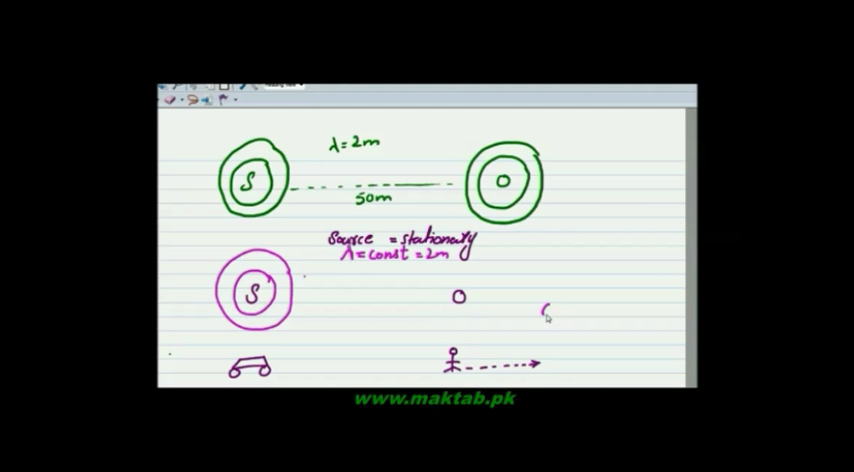 λ=2m
S
O
50m
Source = stationary
λ=const=2m
S
O
www.maktab.pk